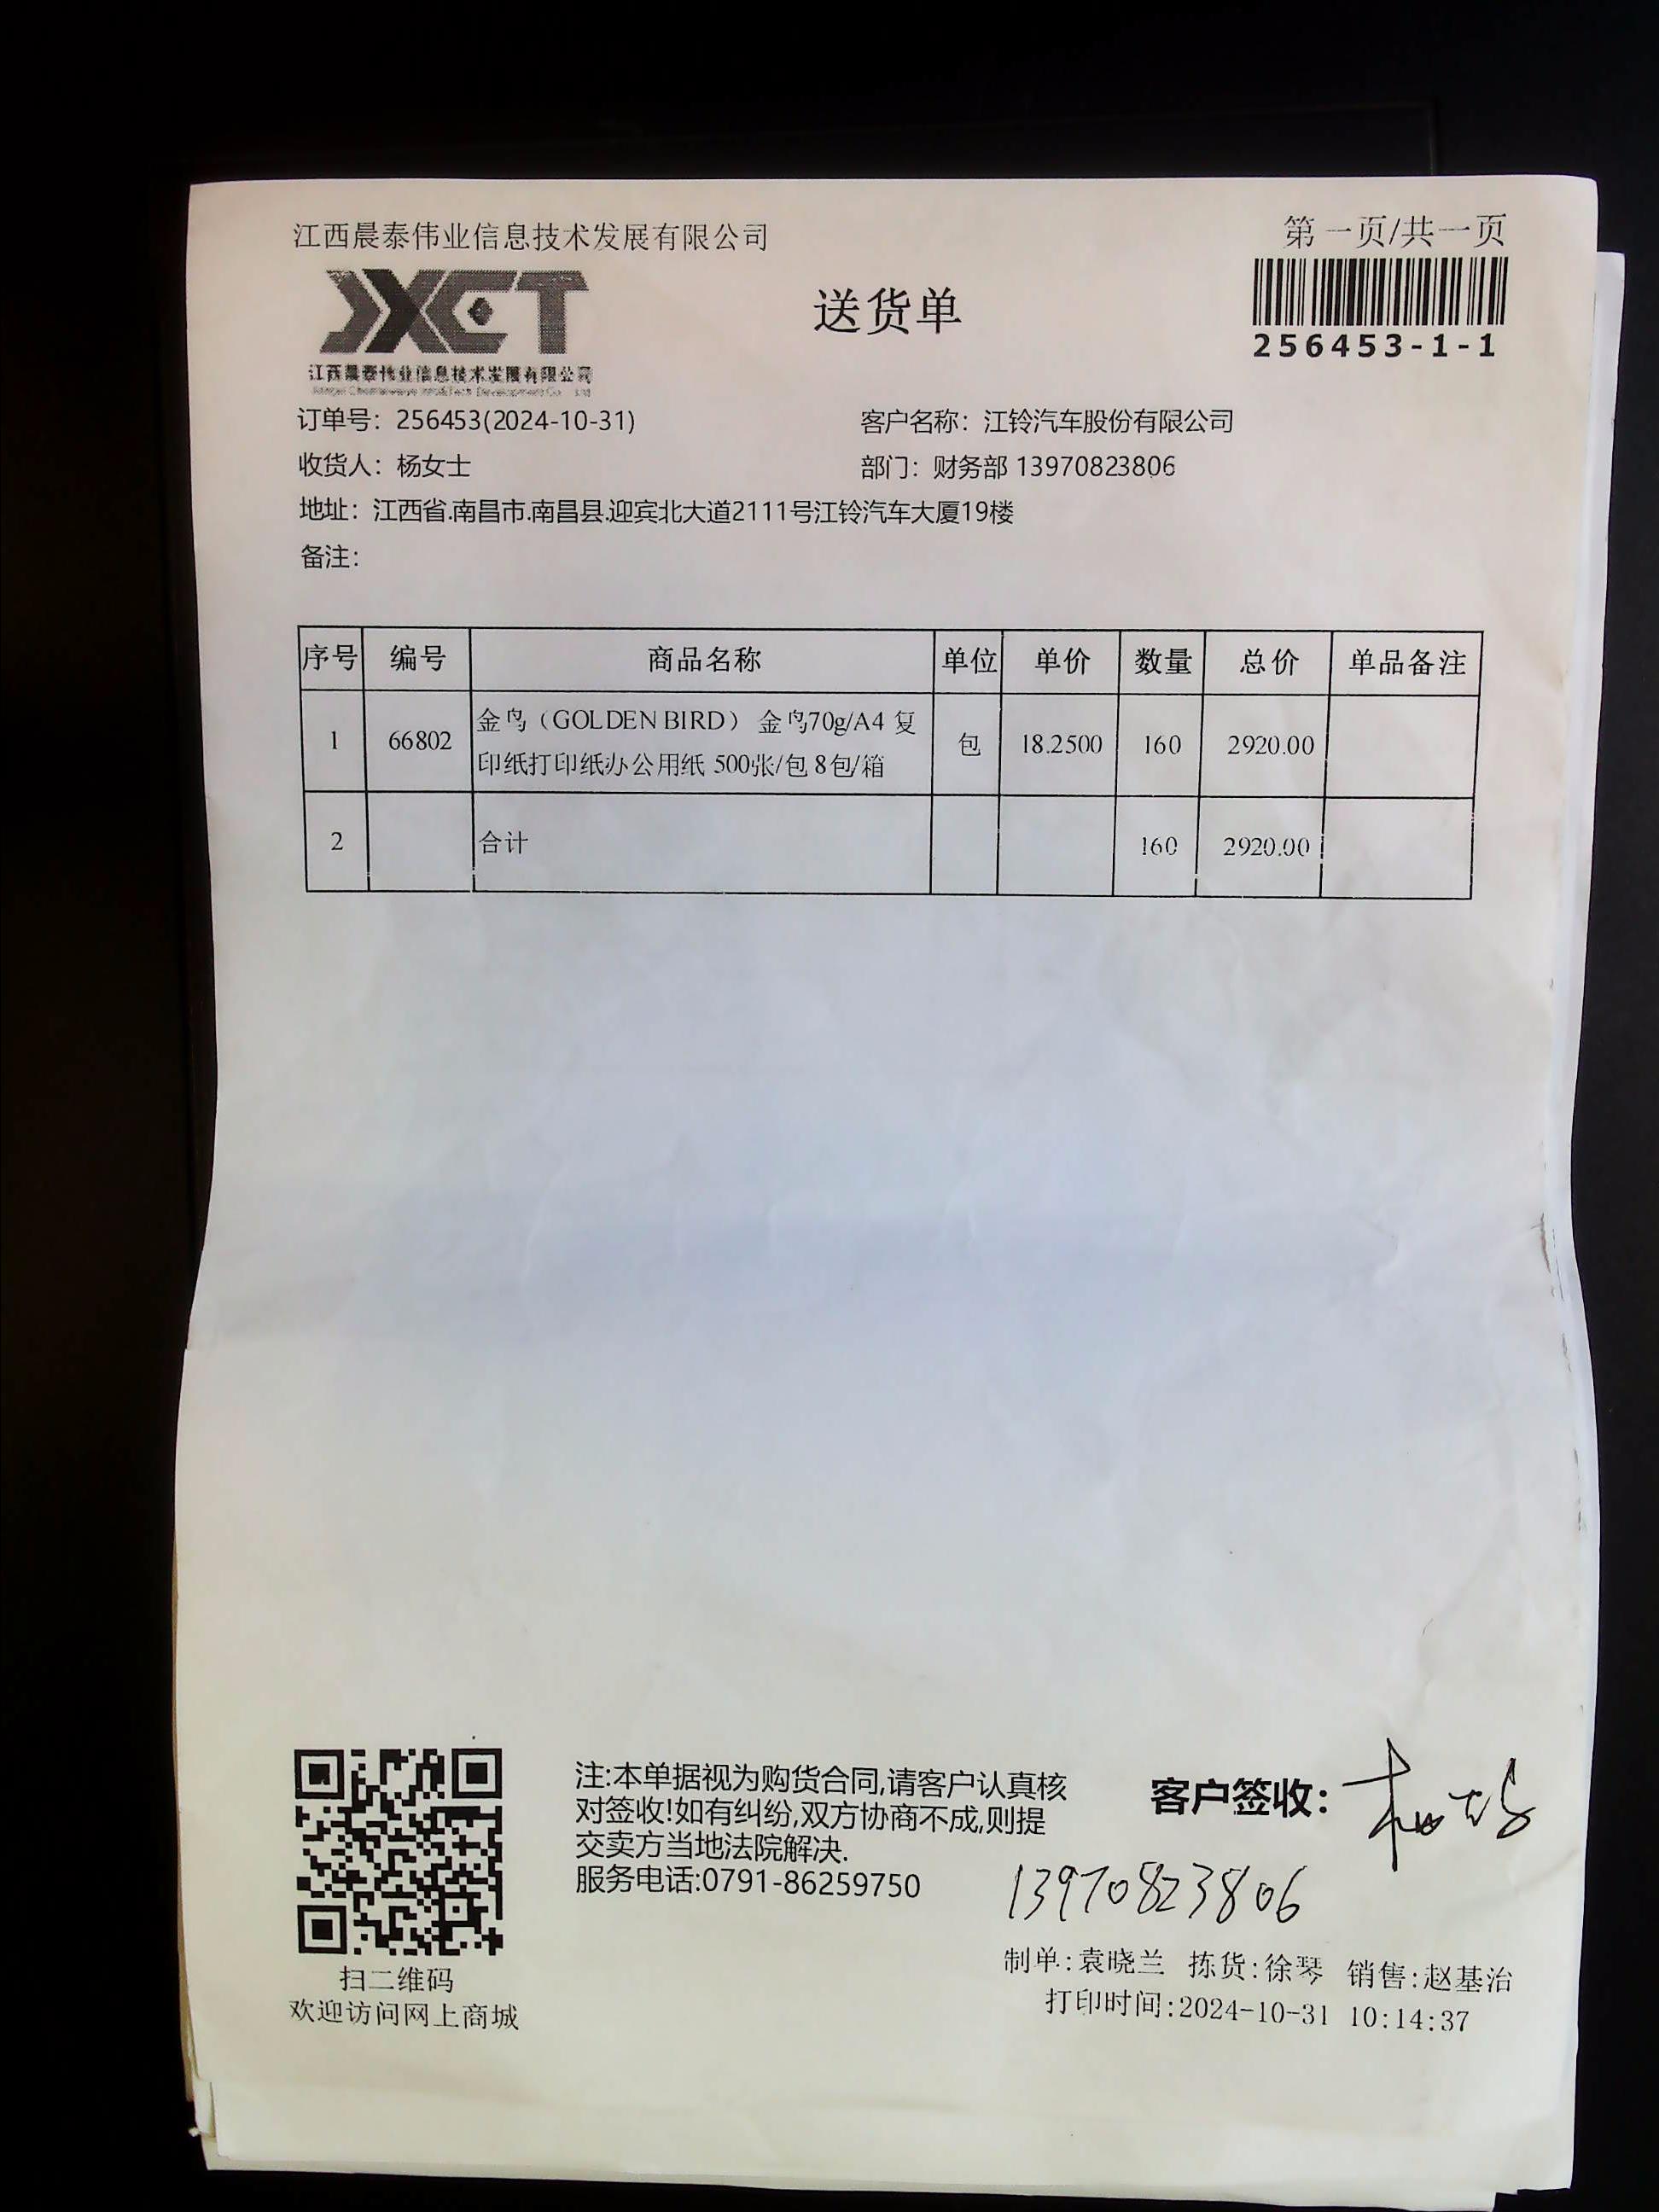 江西晨泰伟业信息技术发展有限公司
第一页/共一页
JXCT
送货单
256453-1-1
江西晨泰伟业信息技术发展有限公司
订单号：256453(2024-10-31)
客户名称：江铃汽车股份有限公司
收货人：杨女士
部门：财务部 13970823806
地址：江西省.南昌市.南昌县.迎宾北大道2111号江铃汽车大厦19楼
备注：
序号 编号 商品名称 单位 单价 数量 总价 单品备注
1 66802 金鸟（GOLDEN BIRD） 金鸟70g/A4 复
印纸打印纸办公用纸 500张/包 8包/箱 包 18.2500 160 2920.00
2 合计 160 2920.00
注:本单据视为购货合同,请客户认真核
对签收!如有纠纷,双方协商不成,则提
交卖方当地法院解决.
服务电话:0791-86259750
客户签收：
13970823806
扫二维码
欢迎访问网上商城
制单:袁晓兰 拣货:徐琴 销售:赵基治
打印时间:2024-10-31 10:14:37